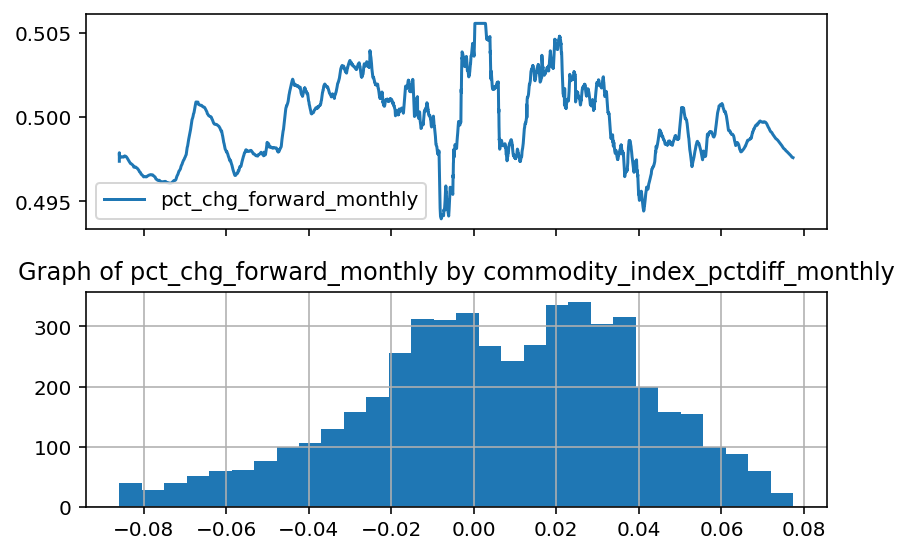 0.505
0.500
0.495
pct_chg_forward_monthly
Graph of pct_chg_forward_monthly by commodity_index_pctdiff_monthly
300
200
100
0
−0.08 −0.06 −0.04 −0.02 0.00 0.02 0.04 0.06 0.08